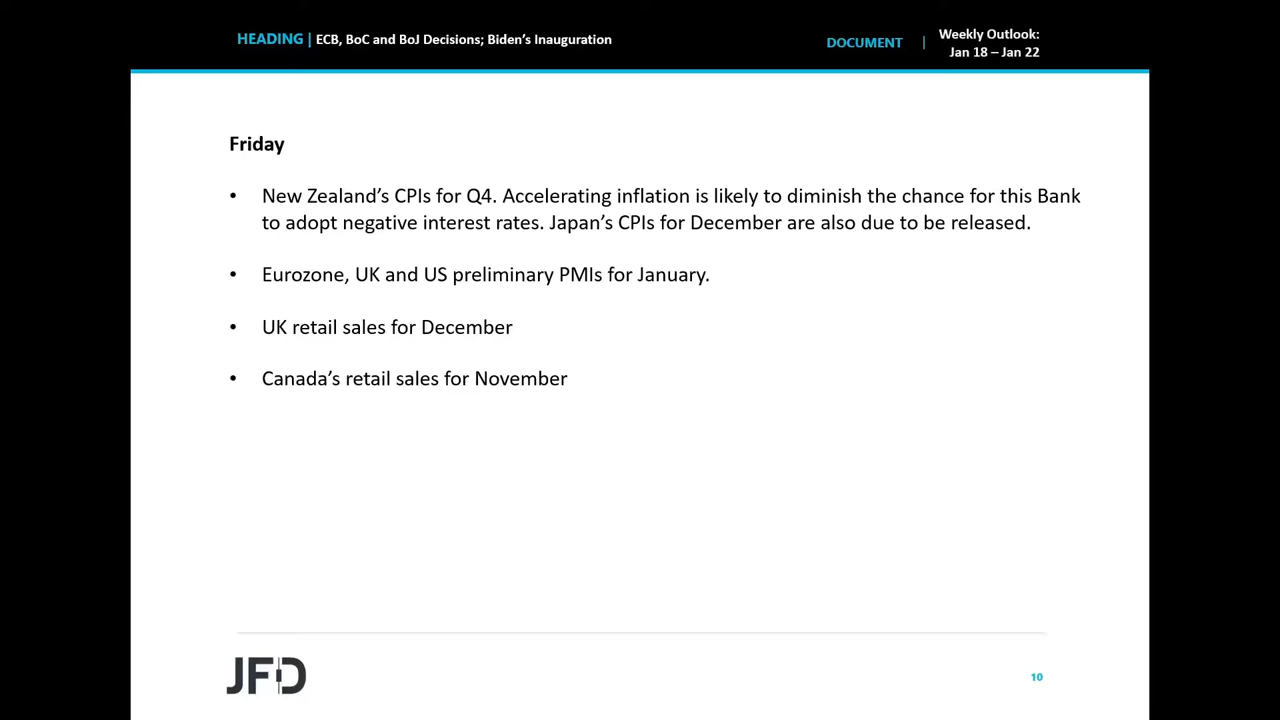 HEADING | ECB, BoC and BoJ Decisions; Biden’s Inauguration
DOCUMENT | Weekly Outlook:
Jan 18 – Jan 22
Friday
• New Zealand’s CPIs for Q4. Accelerating inflation is likely to diminish the chance for this Bank
to adopt negative interest rates. Japan’s CPIs for December are also due to be released.
• Eurozone, UK and US preliminary PMIs for January.
• UK retail sales for December
• Canada’s retail sales for November
JFD
10